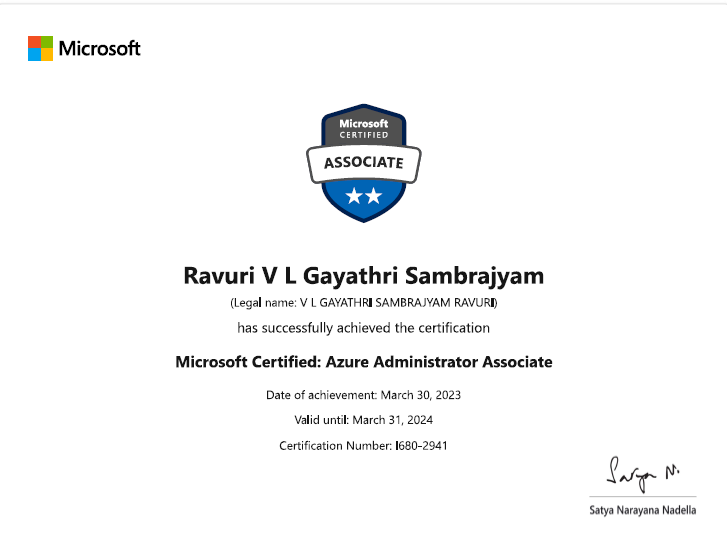 Microsoft
Microsoft
CERTIFIED
ASSOCIATE
Ravuri V L Gayathri Sambrajyam
(Legal name: V L GAYATHRI SAMBRAJYAM RAVURI)
has successfully achieved the certification
Microsoft Certified: Azure Administrator Associate
Date of achievement: March 30, 2023
Valid until: March 31, 2024
Certification Number: I680-2941
Satya N.
Satya Narayana Nadella